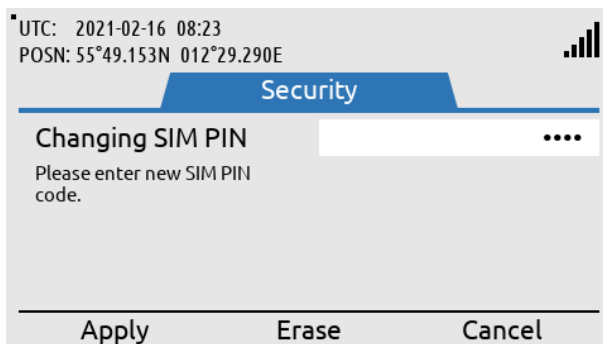 UTC: 2021-02-16 08:23
POSN: 55°49.153N 012°29.290E
Security
Changing SIM PIN ••••
Please enter new SIM PIN
code.
Apply Erase Cancel